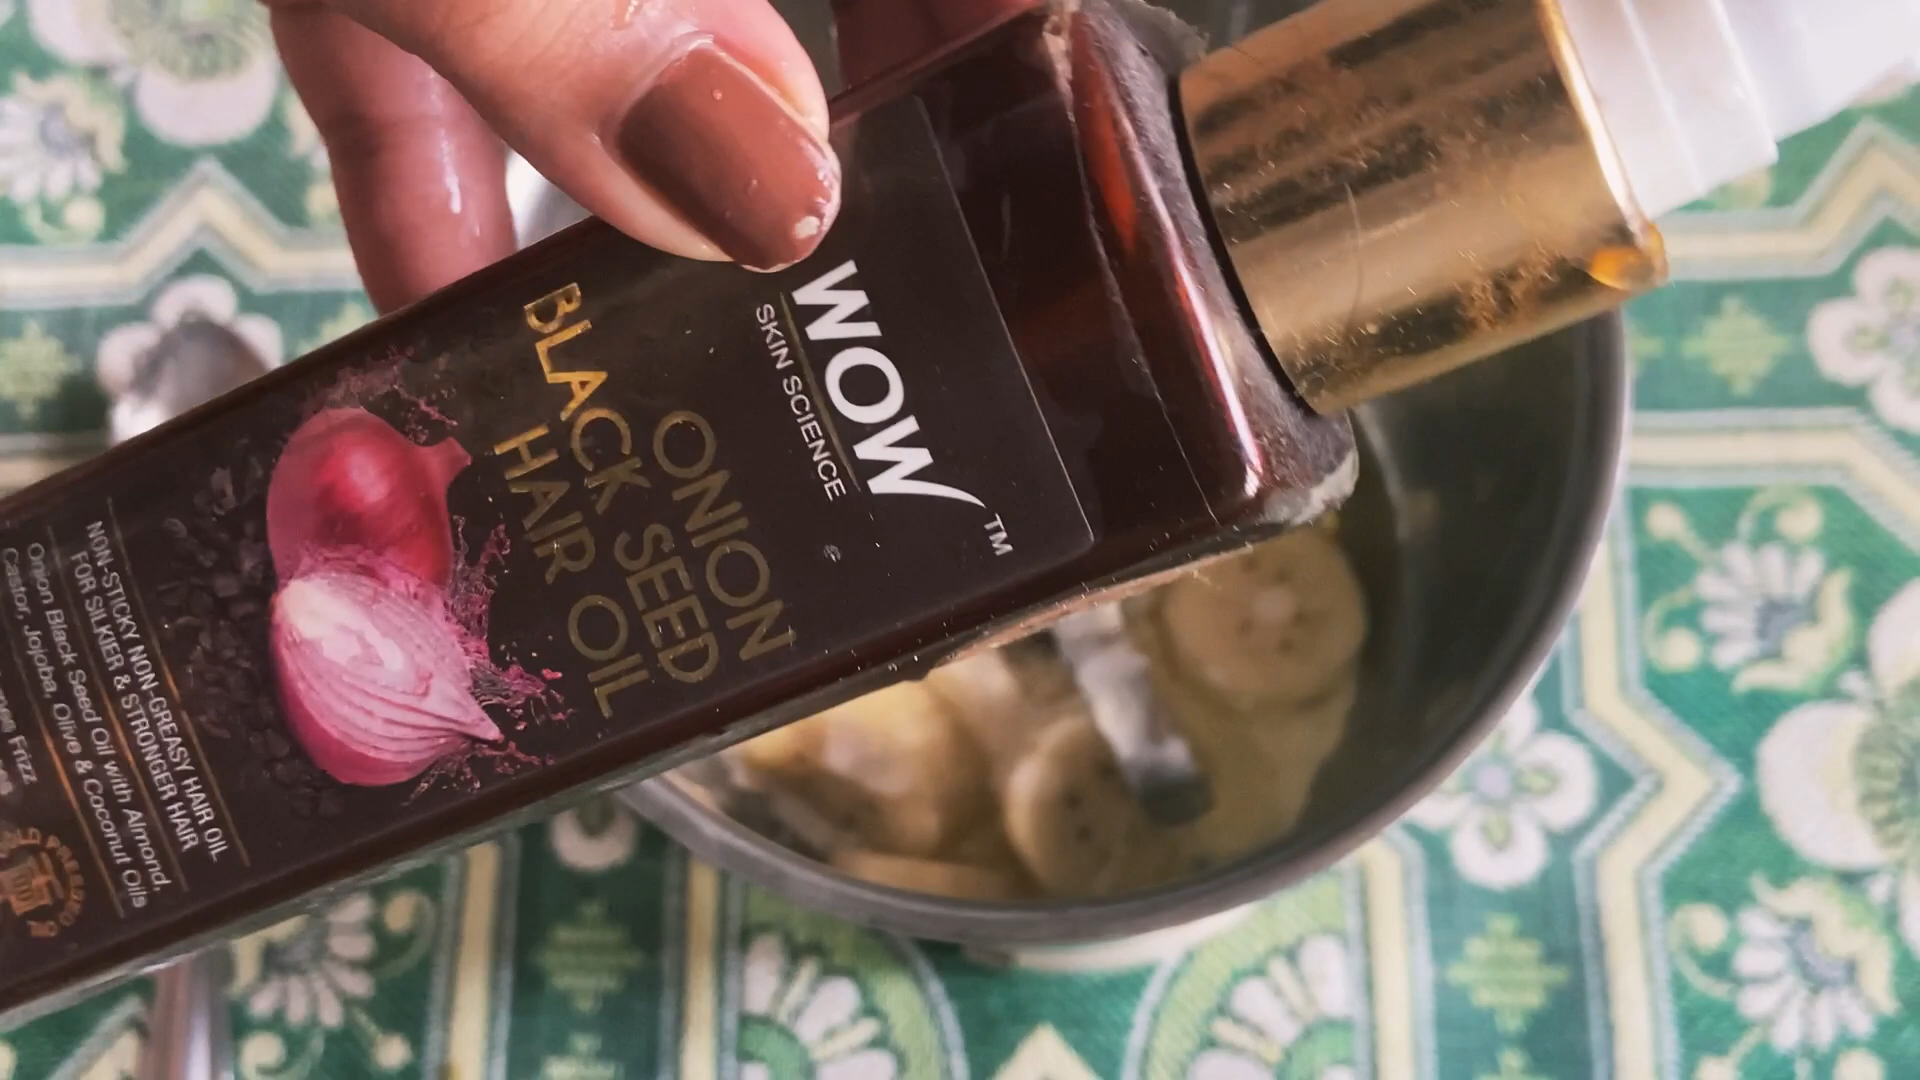 WOW™
SKIN SCIENCE
ONION
BLACK SEED
HAIR OIL
NON-STICKY NON-GREASY HAIR OIL
FOR SILKIER & STRONGER HAIR
Onion Black Seed Oil with Almond,
Castor, Jojoba, Olive & Coconut Oils
Frizz